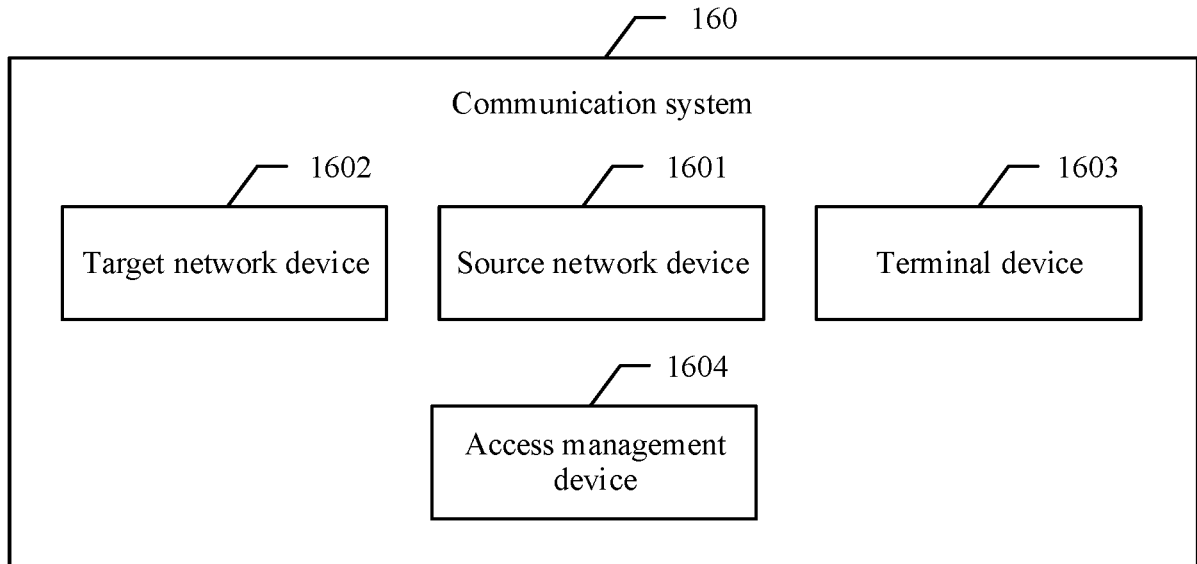 160
Communication system
1602
1601
1603
Target network device
Source network device
Terminal device
1604
Access management
device